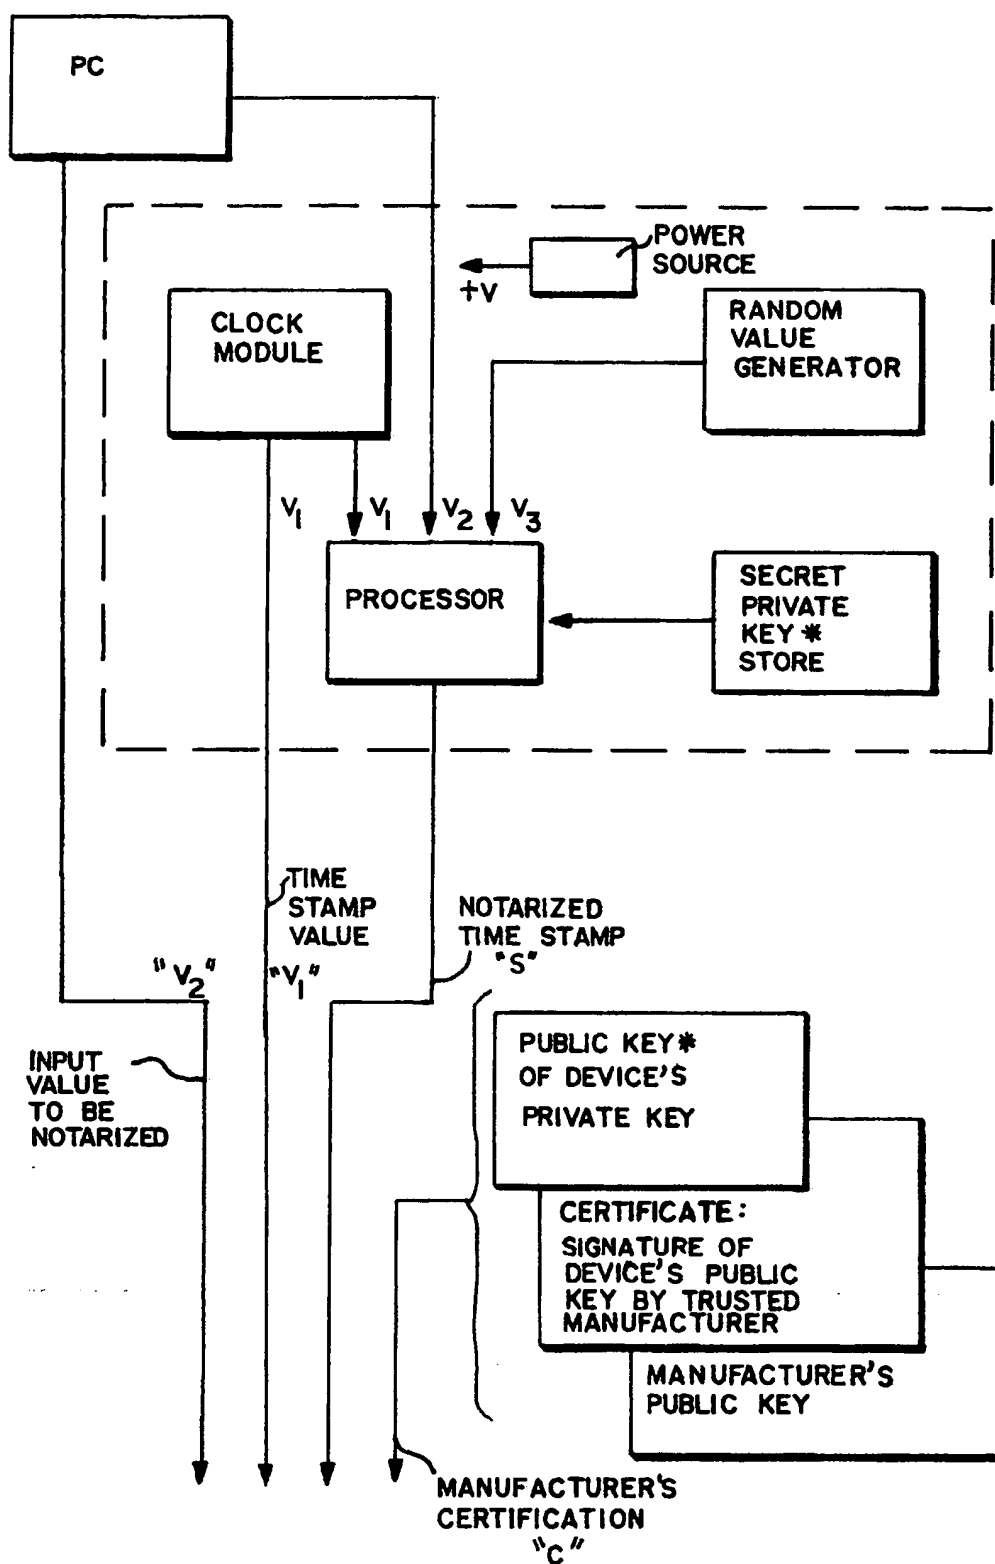 PC
POWER
SOURCE
+V
CLOCK
MODULE
RANDOM
VALUE
GENERATOR
V1
V1
V2
V3
PROCESSOR
SECRET
PRIVATE
KEY*
STORE
TIME
STAMP
VALUE
NOTARIZED
TIME STAMP
"S"
"V2"
"V1"
INPUT
VALUE
TO BE
NOTARIZED
PUBLIC KEY*
OF DEVICE'S
PRIVATE KEY
CERTIFICATE:
SIGNATURE OF
DEVICE'S PUBLIC
KEY BY TRUSTED
MANUFACTURER
MANUFACTURER'S
PUBLIC KEY
MANUFACTURER'S
CERTIFICATION
"C"